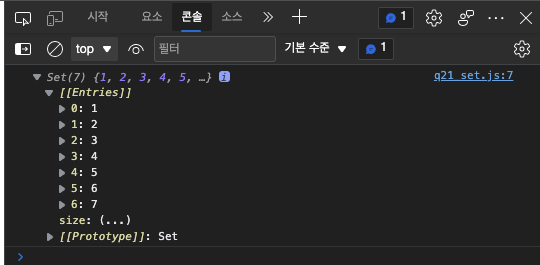 시작 요소 콘솔 소스 1
top 필터 기본 수준 1
Set(7) {1, 2, 3, 4, 5, …} i q21 set.js:7
[[Entries]]
0: 1
1: 2
2: 3
3: 4
4: 5
5: 6
6: 7
size: (...)
[[Prototype]]: Set